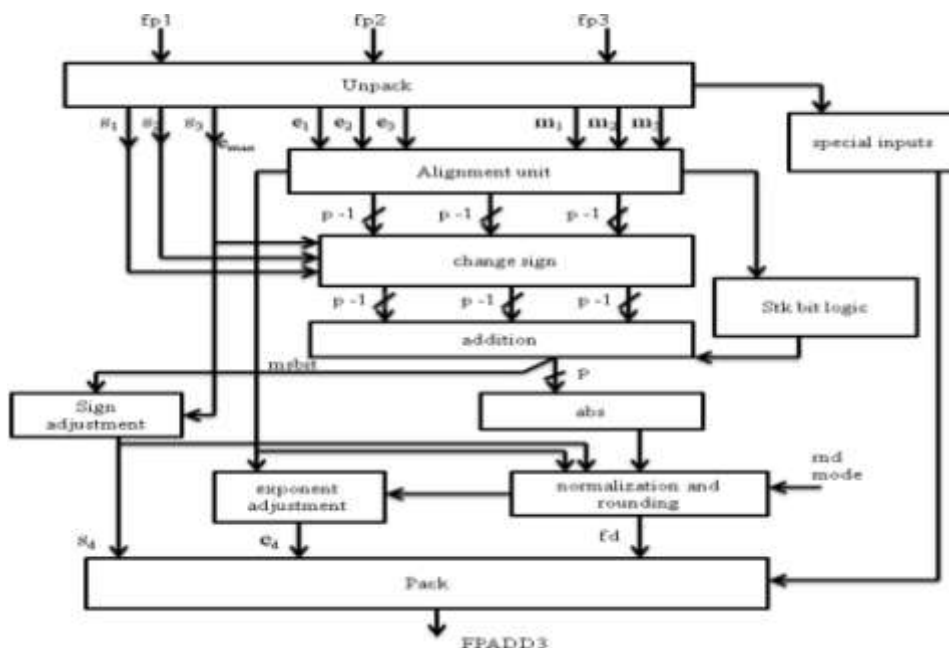 fp1 fp2 fp3
Unpack
s1 s2 s3 e1 e2 e3 m1 m2 m3
emax
special inputs
Alignment unit
p -1 p -1 p -1
change sign
p -1 p -1 p -1
Stk bit logic
addition
msbit
p
Sign
adjustment
abs
rnd
mode
exponent
adjustment
normalization and
rounding
s4 e4 fd
Pack
FPADD3